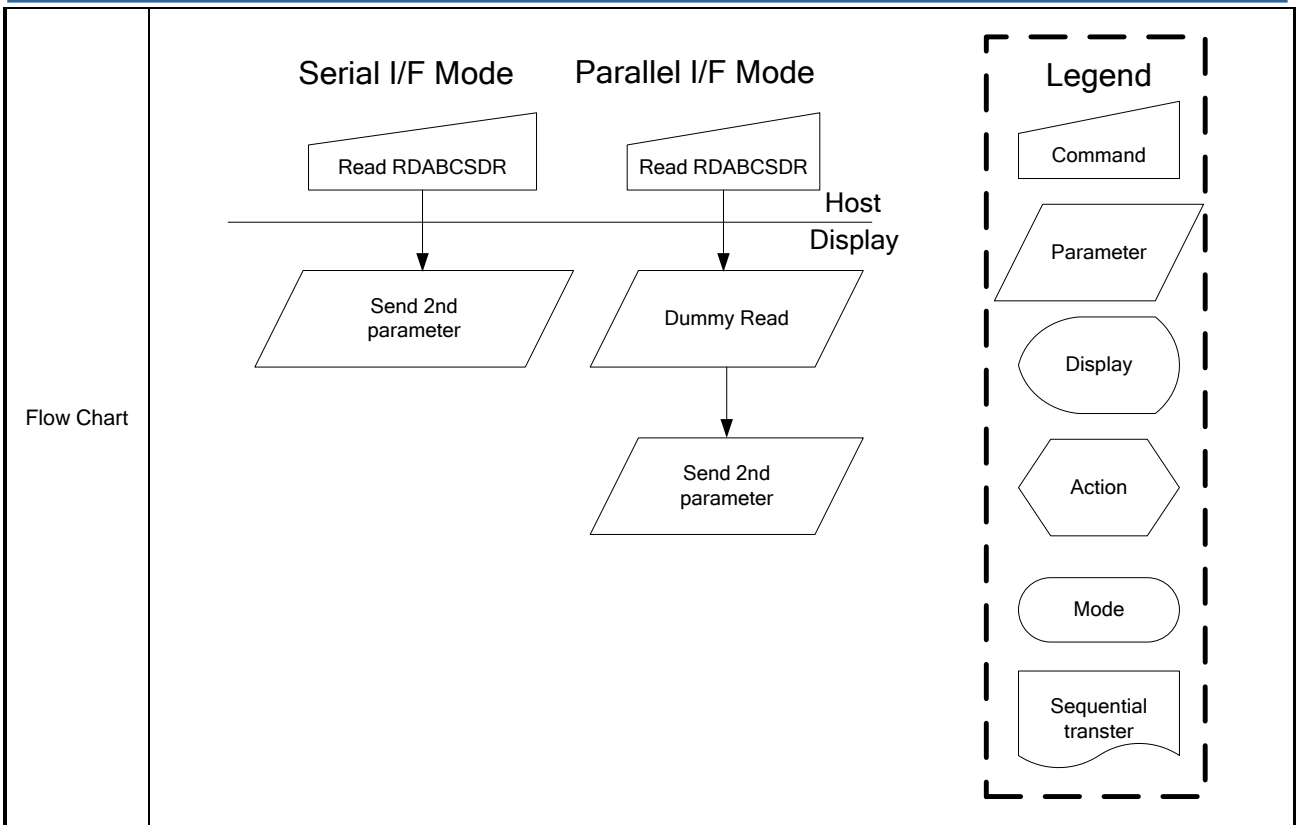 Flow Chart
Serial I/F Mode
Parallel I/F Mode
Read RDABCSDR
Read RDABCSDR
Host
Display
Send 2nd
parameter
Dummy Read
Send 2nd
parameter
Legend
Command
Parameter
Display
Action
Mode
Sequential
transter